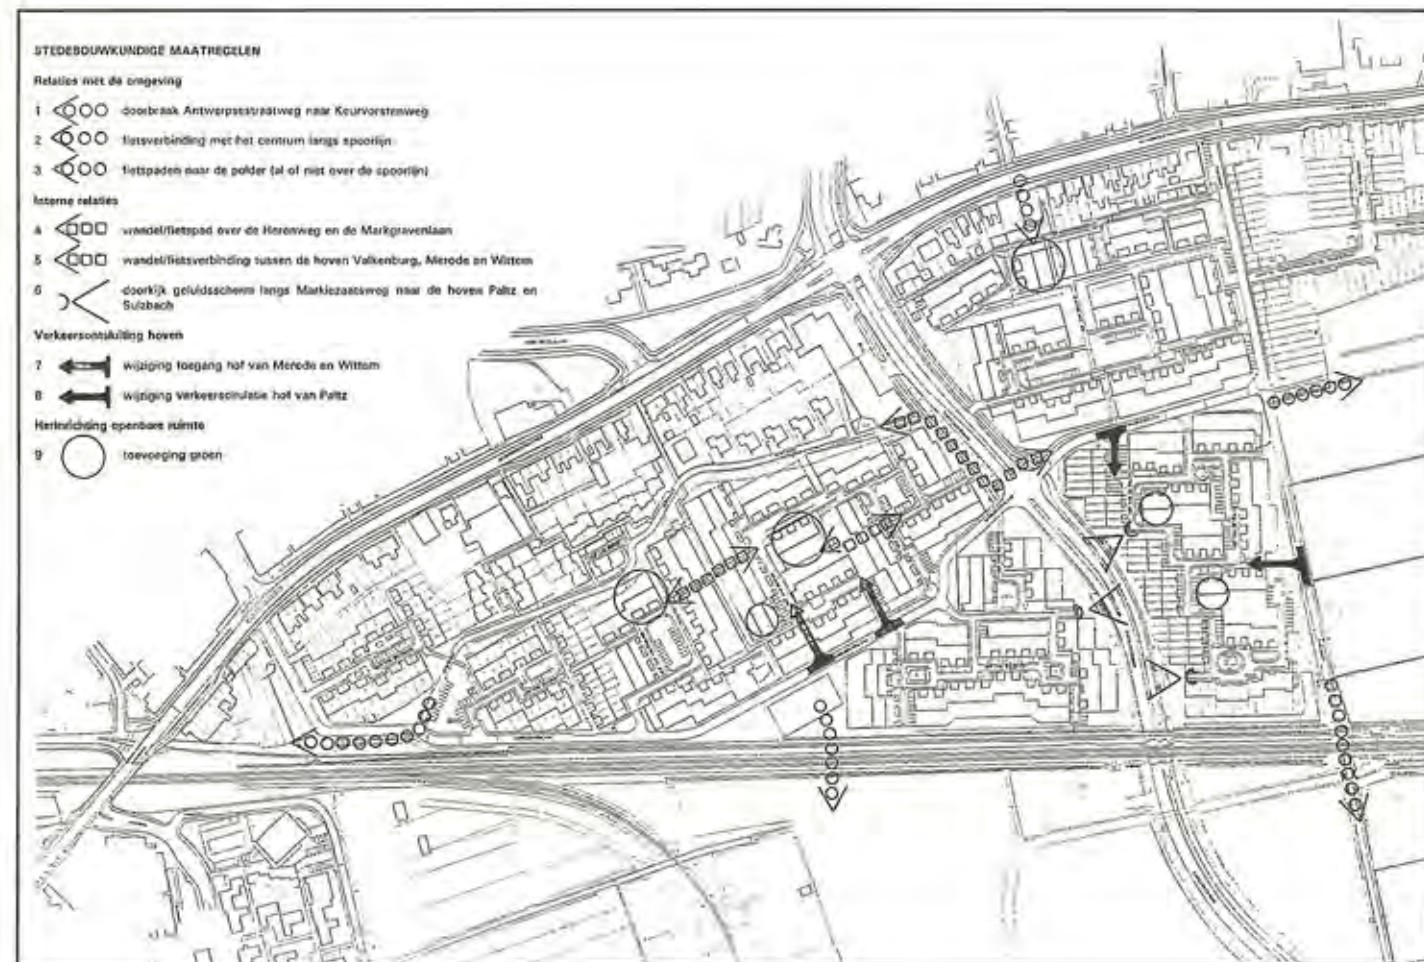 STEDEBOUWKUNDIGE MAATREGELEN
Relaties met de omgeving
1 doorbraak Antwerpsestraatweg naar Keurvorstenweg
2 fietsverbinding met het centrum langs spoorlijn
3 fietspaden naar de polder (al of niet over de spoorlijn)
Interne relaties
4 wandel/fietspad over de Herenweg en de Markgravenlaan
5 wandel/fietsverbinding tussen de hoven Valkenburg, Merode en Wittem
6 doorkijk geluidsscherm langs Markiezaatsweg naar de hoven Paltz en
Sulzbach
Verkeersontsluiting hoven
7 wijziging toegang hof van Merode en Wittem
8 wijziging verkeerscirculatie hof van Paltz
Herinrichting openbare ruimte
9 toevoeging groen